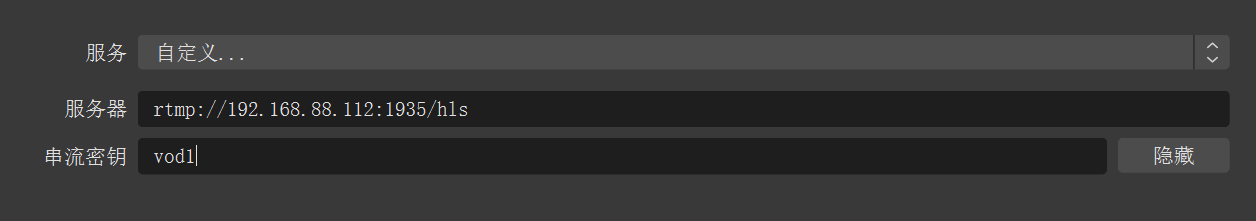 服务 自定义...
服务器 rtmp://192.168.88.112:1935/hls
串流密钥 vod1 隐藏